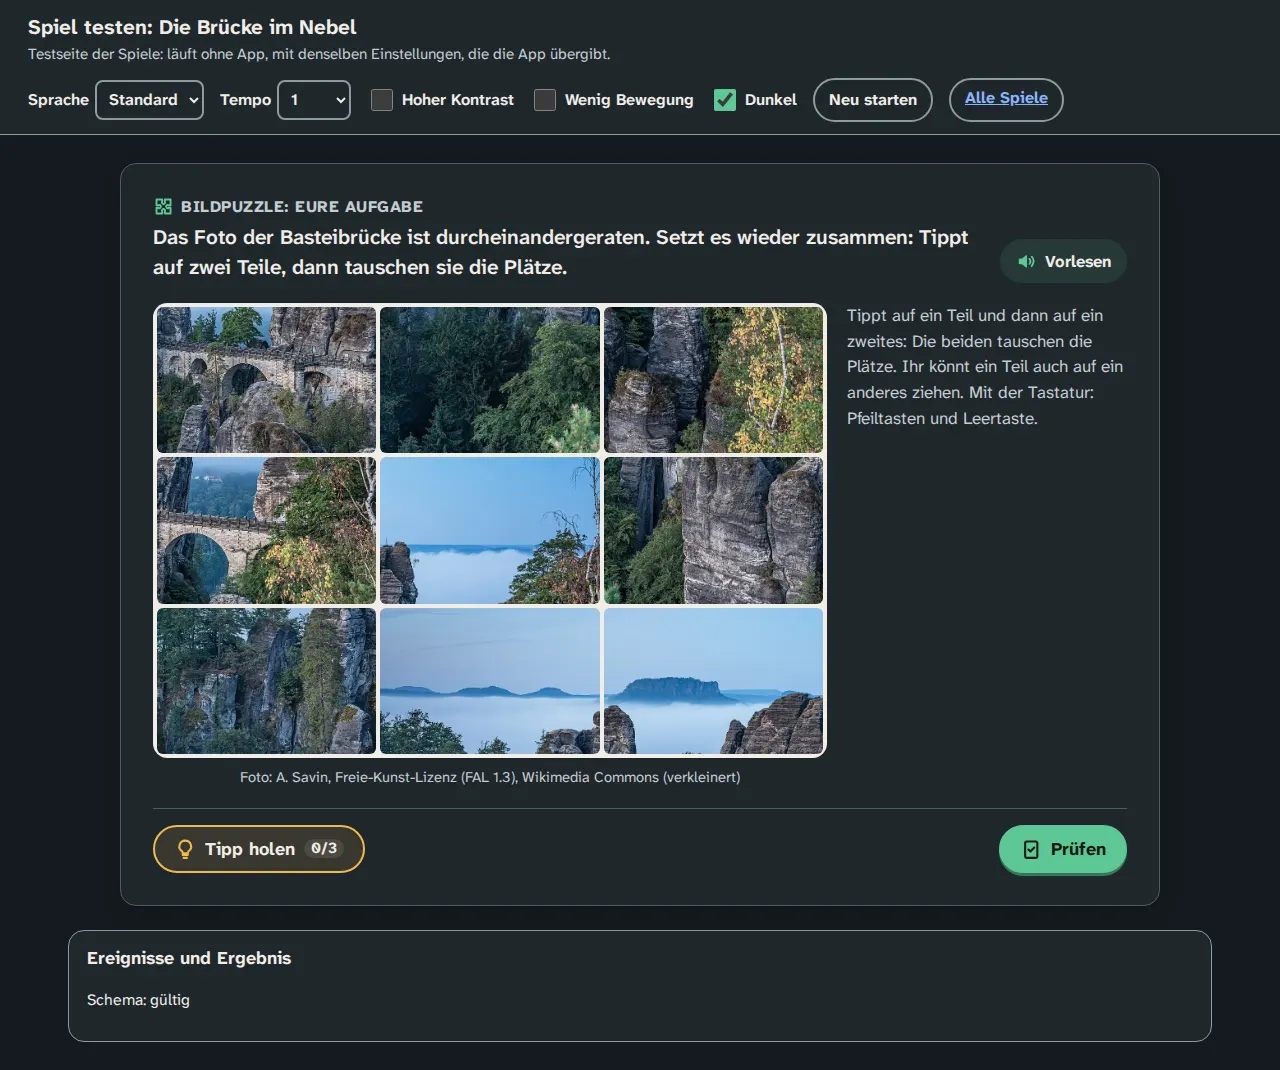 Spiel testen: Die Brücke im Nebel
Testseite der Spiele: läuft ohne App, mit denselben Einstellungen, die die App übergibt.
Sprache Standard Tempo 1 Hoher Kontrast Wenig Bewegung Dunkel Neu starten Alle Spiele
BILDPUZZLE: EURE AUFGABE
Das Foto der Basteibrücke ist durcheinandergeraten. Setzt es wieder zusammen: Tippt
auf zwei Teile, dann tauschen sie die Plätze.
Vorlesen
Tippt auf ein Teil und dann auf ein
zweites: Die beiden tauschen die
Plätze. Ihr könnt ein Teil auch auf ein
anderes ziehen. Mit der Tastatur:
Pfeiltasten und Leertaste.
Foto: A. Savin, Freie-Kunst-Lizenz (FAL 1.3), Wikimedia Commons (verkleinert)
Tipp holen 0/3
Prüfen
Ereignisse und Ergebnis
Schema: gültig